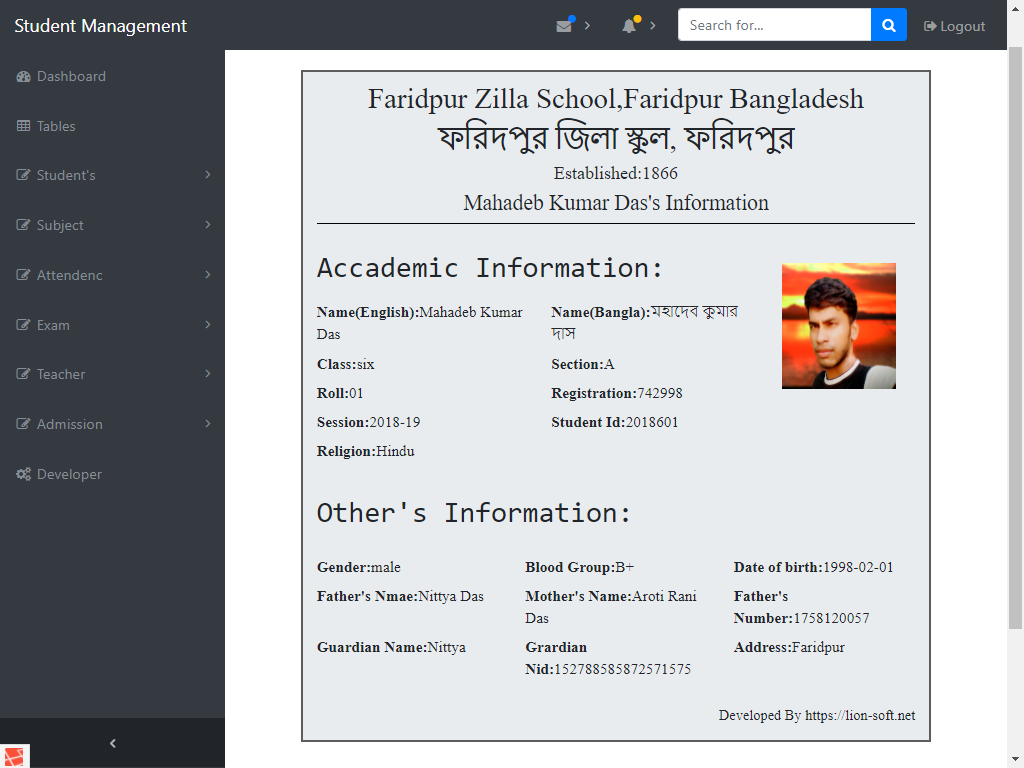 Student Management
Search for...
Logout
Dashboard
Tables
Student's
Subject
Attendenc
Exam
Teacher
Admission
Developer
Faridpur Zilla School,Faridpur Bangladesh
ফরিদপুর জিলা স্কুল, ফরিদপুর
Established:1866
Mahadeb Kumar Das's Information
Accademic Information:
Name(English):Mahadeb Kumar Das
Name(Bangla):মহাদেব কুমার দাস
Class:six
Section:A
Roll:01
Registration:742998
Session:2018-19
Student Id:2018601
Religion:Hindu
Other's Information:
Gender:male
Blood Group:B+
Date of birth:1998-02-01
Father's Nmae:Nittya Das
Mother's Name:Aroti Rani Das
Father's Number:1758120057
Guardian Name:Nittya
Grardian Nid:152788585872571575
Address:Faridpur
Developed By https://lion-soft.net